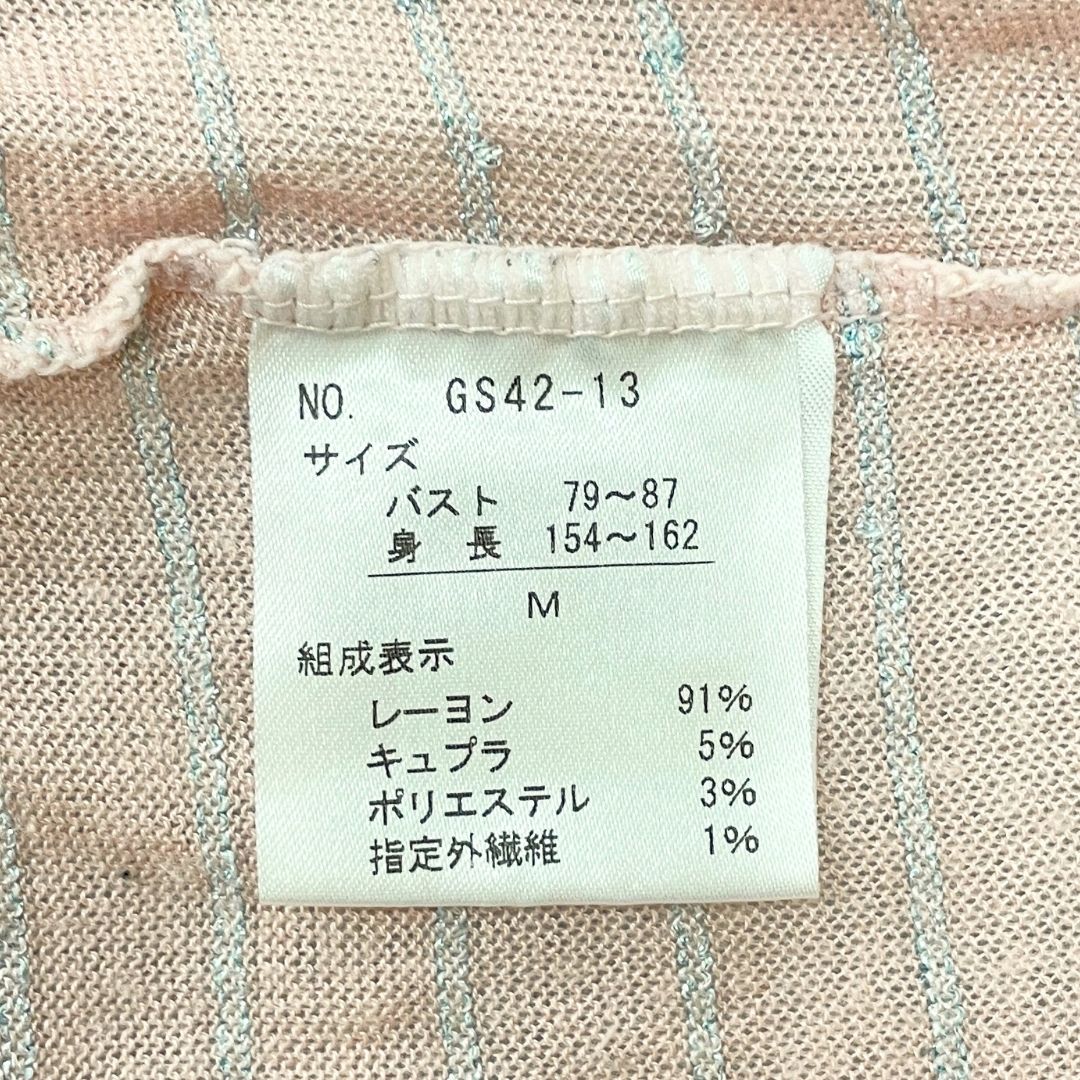 NO. GS42-13
サイズ
バスト 79～87
身 長 154～162
M
組成表示
レーヨン 91%
キュプラ 5%
ポリエステル 3%
指定外繊維 1%